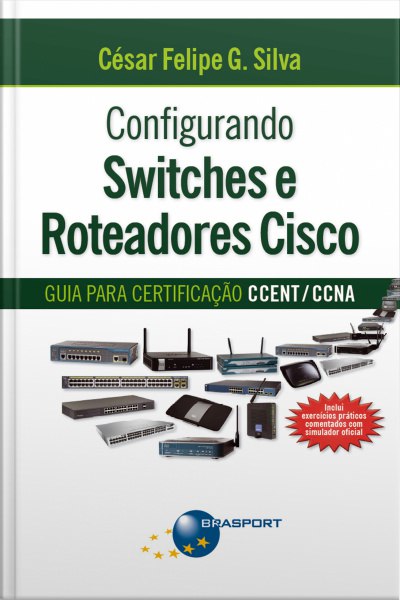 César Felipe G. Silva
Configurando
Switches e
Roteadores Cisco
GUIA PARA CERTIFICAÇÃO CCENT/CCNA
Inclui
exercícios práticos
comentados com
simulador oficial
BRASPORT